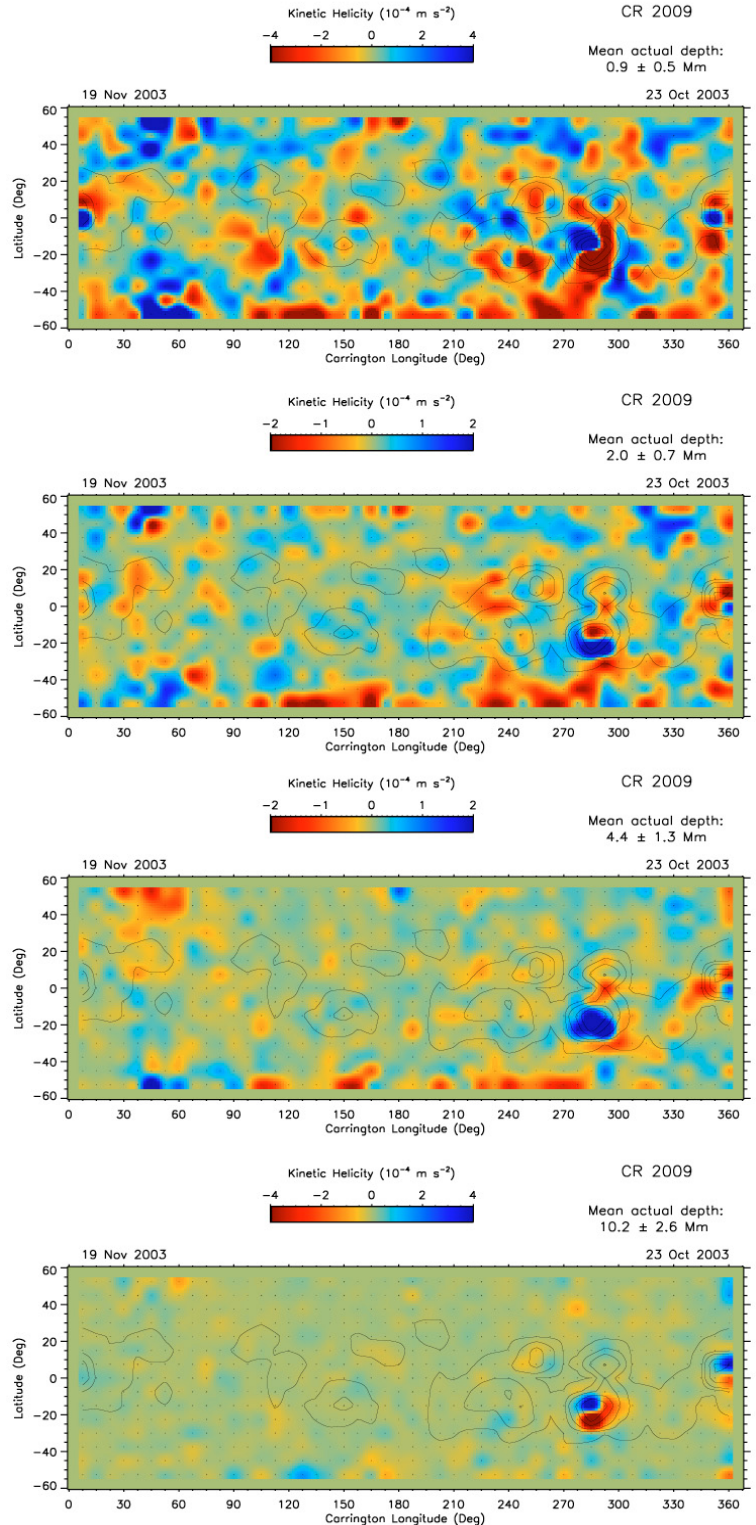 Kinetic Helicity (10⁻⁴ m s⁻²)
CR 2009
−4 −2 0 2 4
Mean actual depth:
0.9 ± 0.5 Mm
19 Nov 2003
23 Oct 2003
60
40
20
0
−20
−40
−60
Latitude (Deg)
0 30 60 90 120 150 180 210 240 270 300 330 360
Carrington Longitude (Deg)
Kinetic Helicity (10⁻⁴ m s⁻²)
CR 2009
−2 −1 0 1 2
Mean actual depth:
2.0 ± 0.7 Mm
19 Nov 2003
23 Oct 2003
60
40
20
0
−20
−40
−60
Latitude (Deg)
0 30 60 90 120 150 180 210 240 270 300 330 360
Carrington Longitude (Deg)
Kinetic Helicity (10⁻⁴ m s⁻²)
CR 2009
−2 −1 0 1 2
Mean actual depth:
4.4 ± 1.3 Mm
19 Nov 2003
23 Oct 2003
60
40
20
0
−20
−40
−60
Latitude (Deg)
0 30 60 90 120 150 180 210 240 270 300 330 360
Carrington Longitude (Deg)
Kinetic Helicity (10⁻⁴ m s⁻²)
CR 2009
−4 −2 0 2 4
Mean actual depth:
10.2 ± 2.6 Mm
19 Nov 2003
23 Oct 2003
60
40
20
0
−20
−40
−60
Latitude (Deg)
0 30 60 90 120 150 180 210 240 270 300 330 360
Carrington Longitude (Deg)